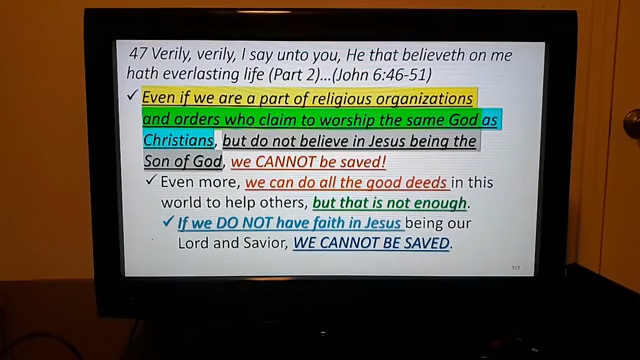 47 Verily, verily, I say unto you, He that believeth on me
hath everlasting life (Part 2)...(John 6:46-51)
✓ Even if we are a part of religious organizations
and orders who claim to worship the same God as
Christians, but do not believe in Jesus being the
Son of God, we CANNOT be saved!
✓ Even more, we can do all the good deeds in this
world to help others, but that is not enough.
✓ If we DO NOT have faith in Jesus being our
Lord and Savior, WE CANNOT BE SAVED.